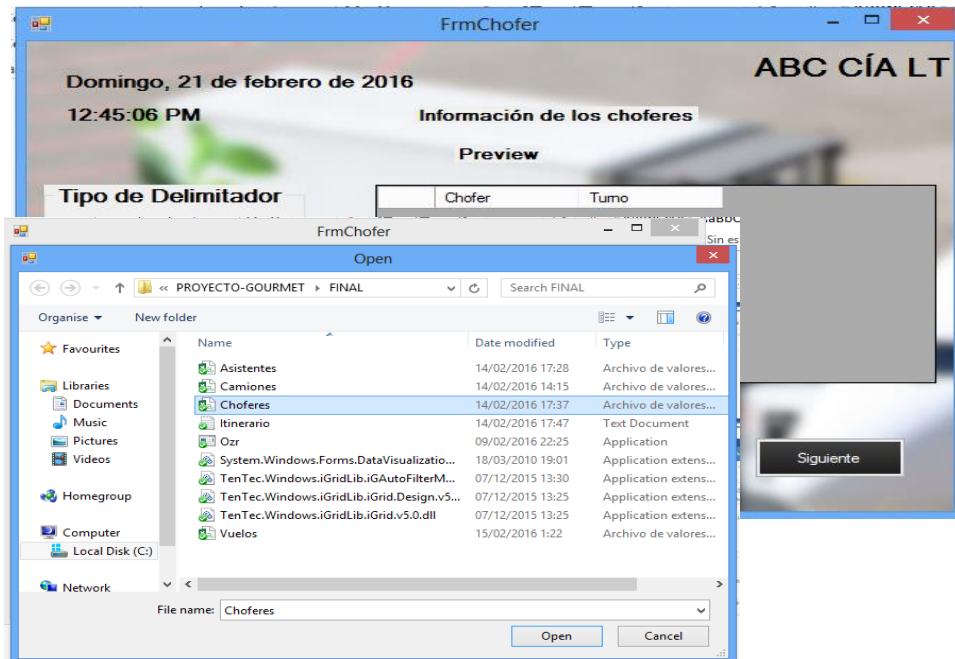 FrmChofer
ABC CÍA LT
Domingo, 21 de febrero de 2016
12:45:06 PM
Información de los choferes
Preview
Tipo de Delimitador
Chofer Turno
FrmChofer
Sin es
Open
PROYECTO-GOURMET FINAL
Search FINAL
Organise New folder
Favourites
Libraries
Documents
Music
Pictures
Videos
Homegroup
Computer
Local Disk (C:)
Network
Name Date modified Type
Asistentes 14/02/2016 17:28 Archivo de valores...
Camiones 14/02/2016 14:15 Archivo de valores...
Choferes 14/02/2016 17:37 Archivo de valores...
Itinerario 14/02/2016 17:47 Text Document
Ozr 09/02/2016 22:25 Application
System.Windows.Forms.DataVisualizatio... 18/03/2010 19:01 Application extens...
TenTec.Windows.iGridLib.iGAutoFilterM... 07/12/2015 13:30 Application extens...
TenTec.Windows.iGridLib.iGrid.Design.v5... 07/12/2015 13:25 Application extens...
TenTec.Windows.iGridLib.iGrid.v5.0.dll 07/12/2015 13:25 Application extens...
Vuelos 15/02/2016 1:22 Archivo de valores...
File name: Choferes
Open Cancel
Siguiente